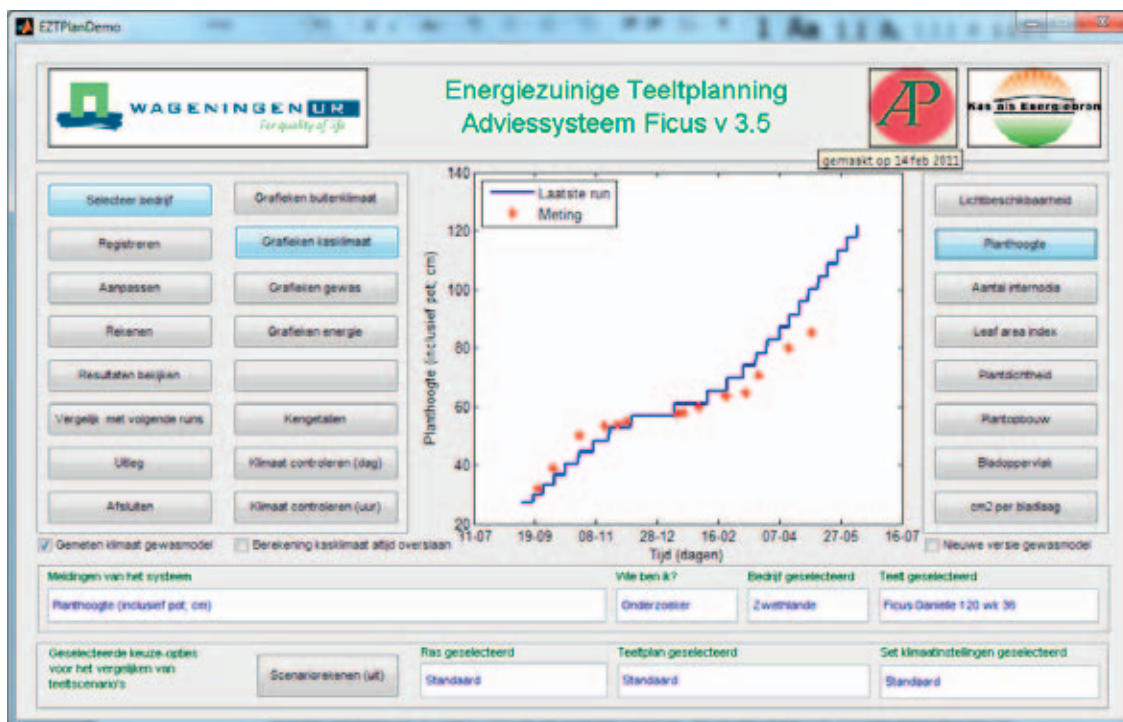 EZTPlanDemo
WAGENINGEN UR
For quality of life
Energiezuinige Teeltplanning
Adviessysteem Ficus v 3.5
AP
Kas als Energiebron
gemaakt op 14 feb 2011
Selecteer bedrijf
Registreren
Aanpassen
Rekenen
Resultaten bekijken
Vergelijk met volgende runs
Uitleg
Afsluiten
Grafieken buitenklimaat
Grafieken kasklimaat
Grafieken gewas
Grafieken energie
Kengetallen
Klimaat controleren (dag)
Klimaat controleren (uur)
Gemeten klimaat gewasmodel
Berekening kasklimaat altijd overslaan
Planthoogte (inclusief pot, cm)
140
120
100
80
60
40
20
Laatste run
Meting
31-07 19-09 08-11 28-12 16-02 07-04 27-05 16-07
Tijd (dagen)
Lichtbeschikbaarheid
Planthoogte
Aantal internodia
Leaf area index
Plantdichtheid
Plantopbouw
Bladoppervlak
cm2 per bladlaag
Nieuwe versie gewasmodel
Meldingen van het systeem
Planthoogte (inclusief pot, cm)
Wie ben ik?
Onderzoeker
Bedrijf geselecteerd
Zwethlande
Teelt geselecteerd
Ficus Danielle 120 wk 36
Geselecteerde keuze-opties
voor het vergelijken van
teeltscenario's
Scenariorekenen (uit)
Ras geselecteerd
Standaard
Teeltplan geselecteerd
Standaard
Set klimaatinstellingen geselecteerd
Standaard